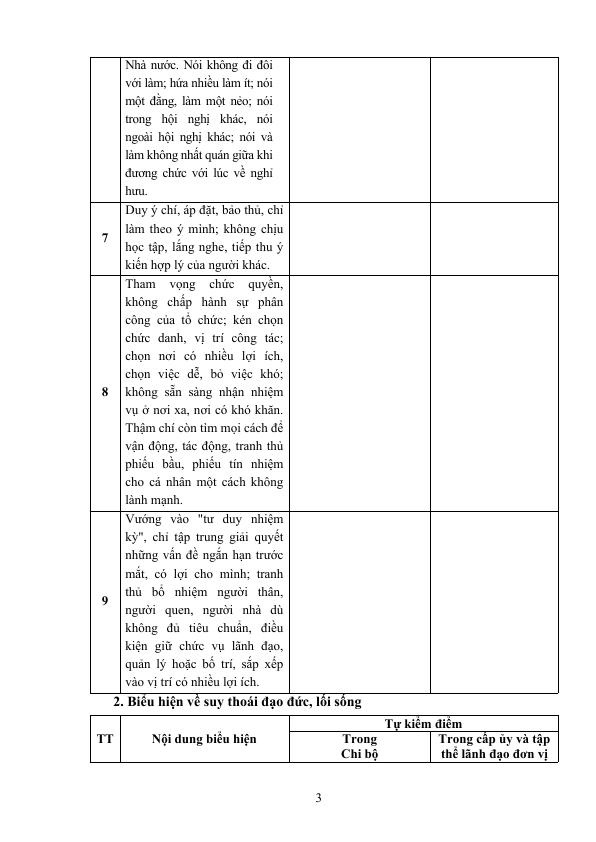 Nhà nước. Nói không đi đôi
với làm; hứa nhiều làm ít; nói
một đằng, làm một nẻo; nói
trong hội nghị khác, nói
ngoài hội nghị khác; nói và
làm không nhất quán giữa khi
đương chức với lúc về nghỉ
hưu.
7
Duy ý chí, áp đặt, bảo thủ, chỉ
làm theo ý mình; không chịu
học tập, lắng nghe, tiếp thu ý
kiến hợp lý của người khác.
8
Tham vọng chức quyền,
không chấp hành sự phân
công của tổ chức; kén chọn
chức danh, vị trí công tác;
chọn nơi có nhiều lợi ích,
chọn việc dễ, bỏ việc khó;
không sẵn sàng nhận nhiệm
vụ ở nơi xa, nơi có khó khăn.
Thậm chí còn tìm mọi cách để
vận động, tác động, tranh thủ
phiếu bầu, phiếu tín nhiệm
cho cá nhân một cách không
lành mạnh.
9
Vướng vào "tư duy nhiệm
kỳ", chỉ tập trung giải quyết
những vấn đề ngắn hạn trước
mắt, có lợi cho mình; tranh
thủ bổ nhiệm người thân,
người quen, người nhà dù
không đủ tiêu chuẩn, điều
kiện giữ chức vụ lãnh đạo,
quản lý hoặc bố trí, sắp xếp
vào vị trí có nhiều lợi ích.
2. Biểu hiện về suy thoái đạo đức, lối sống
TT
Nội dung biểu hiện
Tự kiểm điểm
Trong
Chi bộ
Trong cấp ủy và tập
thể lãnh đạo đơn vị
3